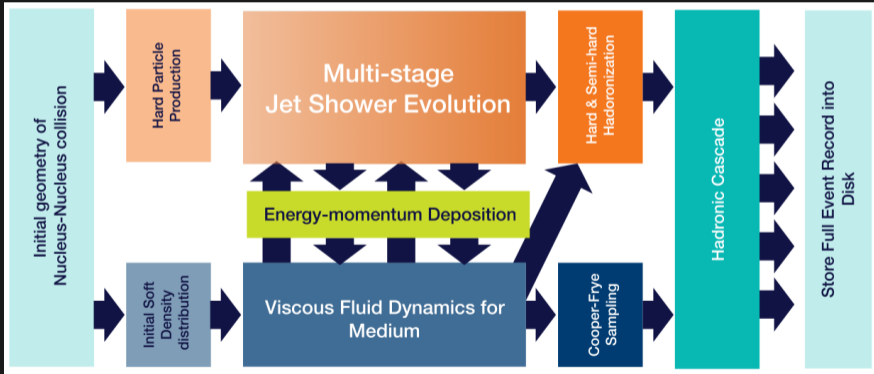 Initial geometry of
Nucleus-Nucleus collision
Hard Particle
Production
Multi-stage
Jet Shower Evolution
Hard & Semi-hard
Hadoronization
Energy-momentum Deposition
Initial Soft
Density
distribution
Viscous Fluid Dynamics for
Medium
Cooper-Frye
Sampling
Hadronic Cascade
Store Full Event Record into
Disk